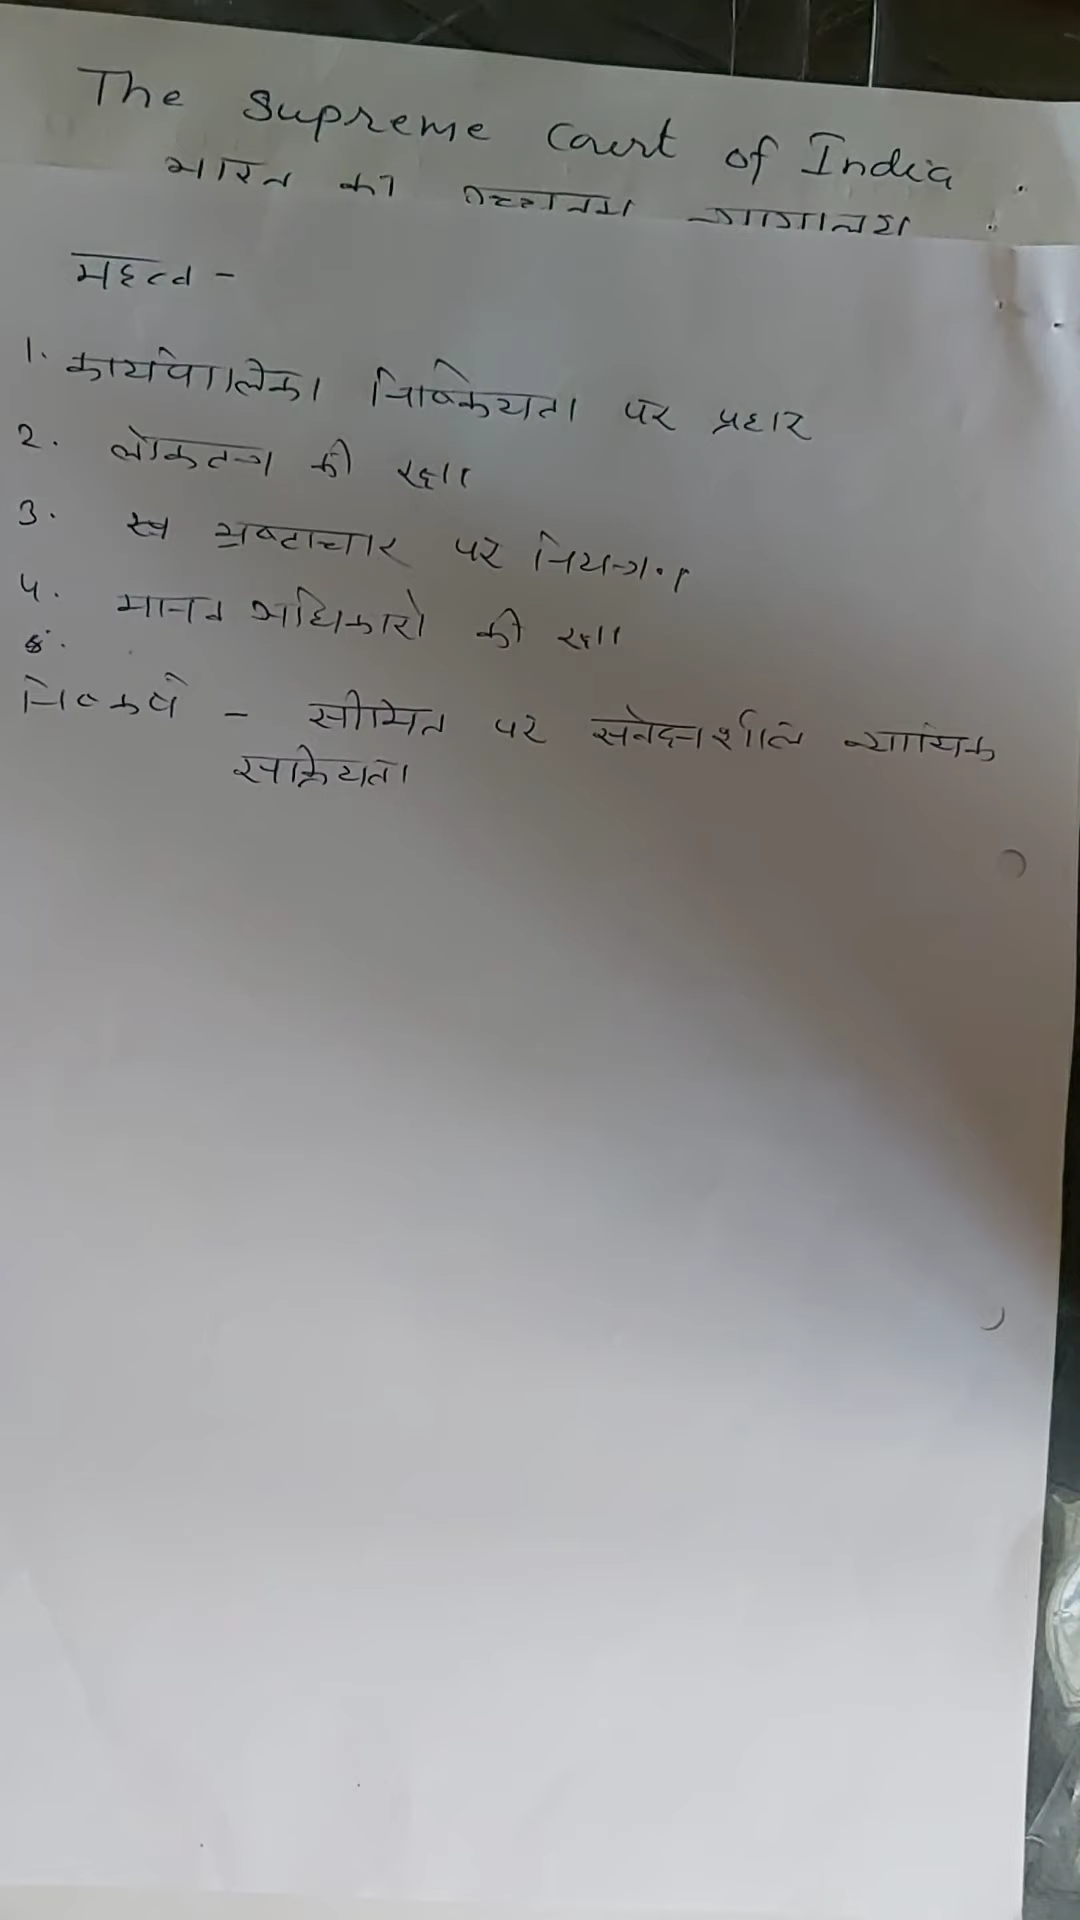 The Supreme Court of India .
भारत का उच्चतम न्यायालय :
महत्व -
1. कार्यपालिका निष्क्रियता पर प्रहार
2. लोकतन्त्र की रक्षा
3. भ्रष्टाचार पर नियन्त्रण
4. मानव अधिकारो की रक्षा
निष्कर्ष - सीमित पर संवेदनशील न्यायिक
सक्रियता